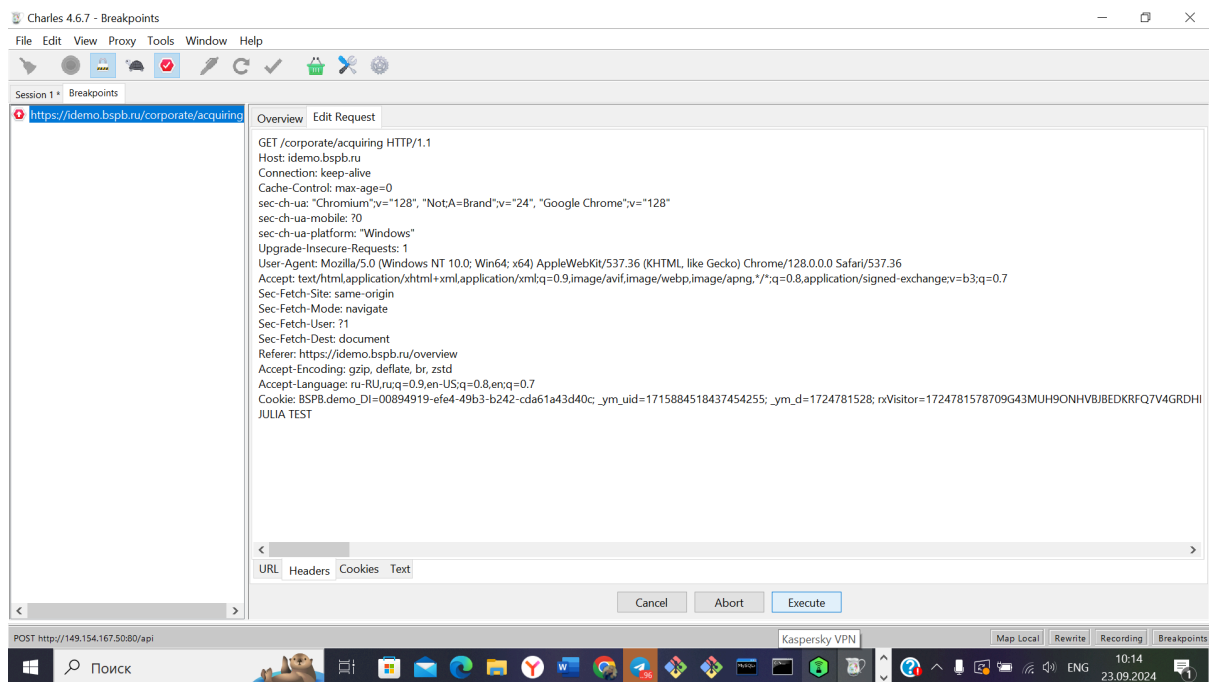 Charles 4.6.7 - Breakpoints
File Edit View Proxy Tools Window Help
Session 1 * Breakpoints
https://idemo.bspb.ru/corporate/acquiring
Overview Edit Request
GET /corporate/acquiring HTTP/1.1
Host: idemo.bspb.ru
Connection: keep-alive
Cache-Control: max-age=0
sec-ch-ua: "Chromium";v="128", "Not;A=Brand";v="24", "Google Chrome";v="128"
sec-ch-ua-mobile: ?0
sec-ch-ua-platform: "Windows"
Upgrade-Insecure-Requests: 1
User-Agent: Mozilla/5.0 (Windows NT 10.0; Win64; x64) AppleWebKit/537.36 (KHTML, like Gecko) Chrome/128.0.0.0 Safari/537.36
Accept: text/html,application/xhtml+xml,application/xml;q=0.9,image/avif,image/webp,image/apng,*/*;q=0.8,application/signed-exchange;v=b3;q=0.7
Sec-Fetch-Site: same-origin
Sec-Fetch-Mode: navigate
Sec-Fetch-User: ?1
Sec-Fetch-Dest: document
Referer: https://idemo.bspb.ru/overview
Accept-Encoding: gzip, deflate, br, zstd
Accept-Language: ru-RU,ru;q=0.9,en-US;q=0.8,en;q=0.7
Cookie: BSPB.demo_DI=00894919-efe4-49b3-b242-cda61a43d40c; _ym_uid=1715884518437454255; _ym_d=1724781528; rxVisitor=1724781578709G43MUH9ONHVBJBEDKRFQ7V4GRDHI
JULIA TEST
URL Headers Cookies Text
Cancel Abort Execute
POST http://149.154.167.50:80/api
Kaspersky VPN
Map Local Rewrite Recording Breakpoints
Поиск
96
ENG
10:14
23.09.2024
1